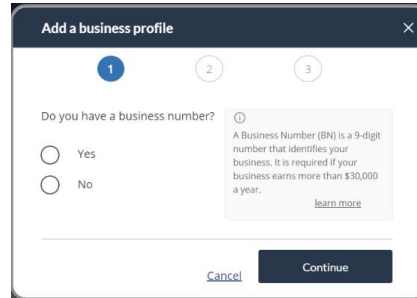 Add a business profile
1 2 3
Do you have a business number?
Yes
No
A Business Number (BN) is a 9-digit
number that identifies your
business. It is required if your
business earns more than $30,000
a year.
learn more
Cancel
Continue